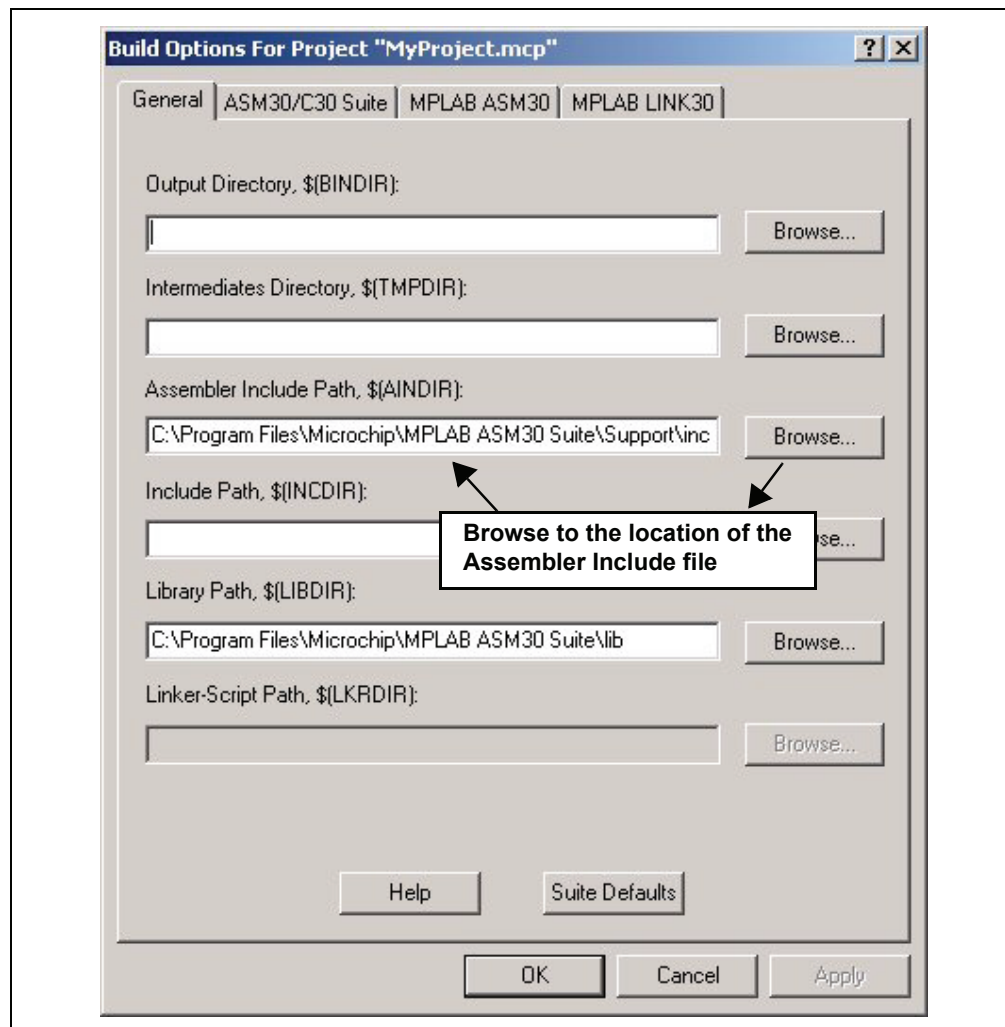 Build Options For Project "MyProject.mcp"
General ASM30/C30 Suite MPLAB ASM30 MPLAB LINK30
Output Directory, $(BINDIR):
Browse...
Intermediates Directory, $(TMPDIR):
Browse...
Assembler Include Path, $(AINDIR):
C:\Program Files\Microchip\MPLAB ASM30 Suite\Support\inc Browse...
Include Path, $(INCDIR):
Browse to the location of the
Assembler Include file
Library Path, $(LIBDIR):
C:\Program Files\Microchip\MPLAB ASM30 Suite\lib Browse...
Linker-Script Path, $(LKRDIR):
Browse...
Help Suite Defaults
OK Cancel Apply